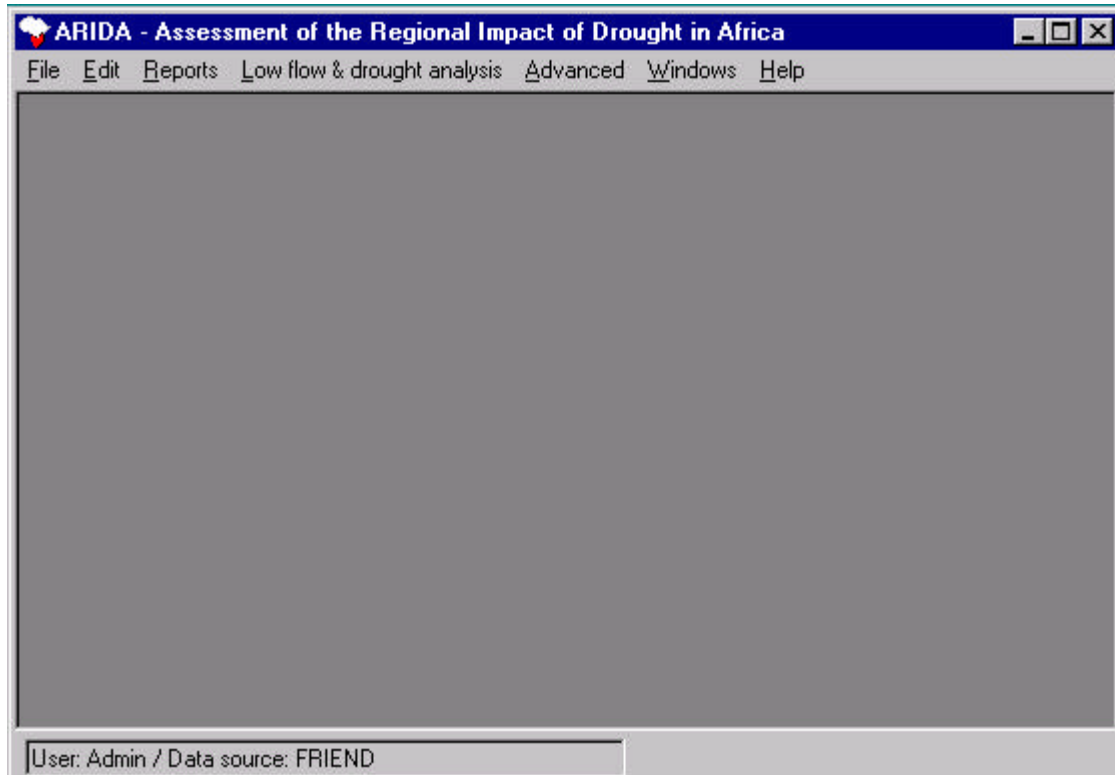 ARIDA - Assessment of the Regional Impact of Drought in Africa
File Edit Reports Low flow & drought analysis Advanced Windows Help
User: Admin / Data source: FRIEND